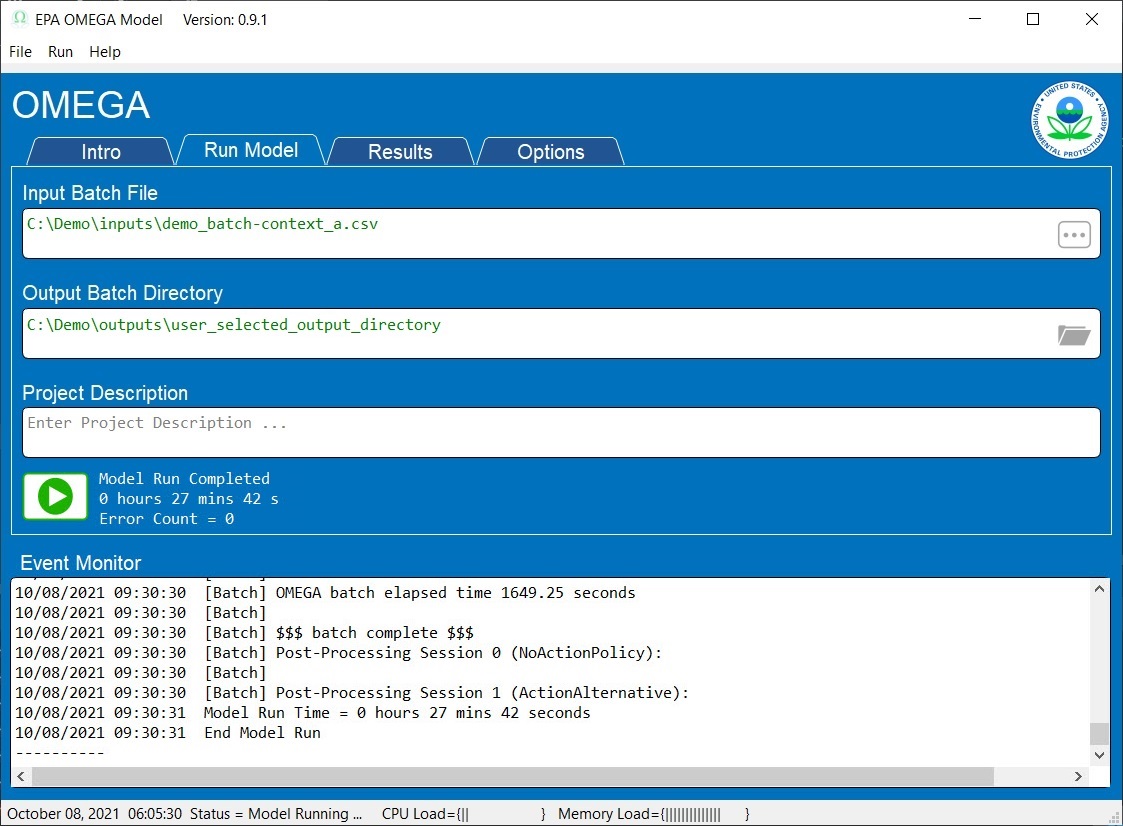 EPA OMEGA Model Version: 0.9.1
File Run Help
OMEGA
UNITED STATES ENVIRONMENTAL PROTECTION AGENCY
Intro Run Model Results Options
Input Batch File
C:\Demo\inputs\demo_batch-context_a.csv
Output Batch Directory
C:\Demo\outputs\user_selected_output_directory
Project Description
Enter Project Description ...
Model Run Completed
0 hours 27 mins 42 s
Error Count = 0
Event Monitor
10/08/2021 09:30:30 [Batch] OMEGA batch elapsed time 1649.25 seconds
10/08/2021 09:30:30 [Batch]
10/08/2021 09:30:30 [Batch] $$$ batch complete $$$
10/08/2021 09:30:30 [Batch] Post-Processing Session 0 (NoActionPolicy):
10/08/2021 09:30:30 [Batch]
10/08/2021 09:30:30 [Batch] Post-Processing Session 1 (ActionAlternative):
10/08/2021 09:30:31 Model Run Time = 0 hours 27 mins 42 seconds
10/08/2021 09:30:31 End Model Run
----------
October 08, 2021 06:05:30 Status = Model Running ... CPU Load={|| } Memory Load={|||||||||||||| }